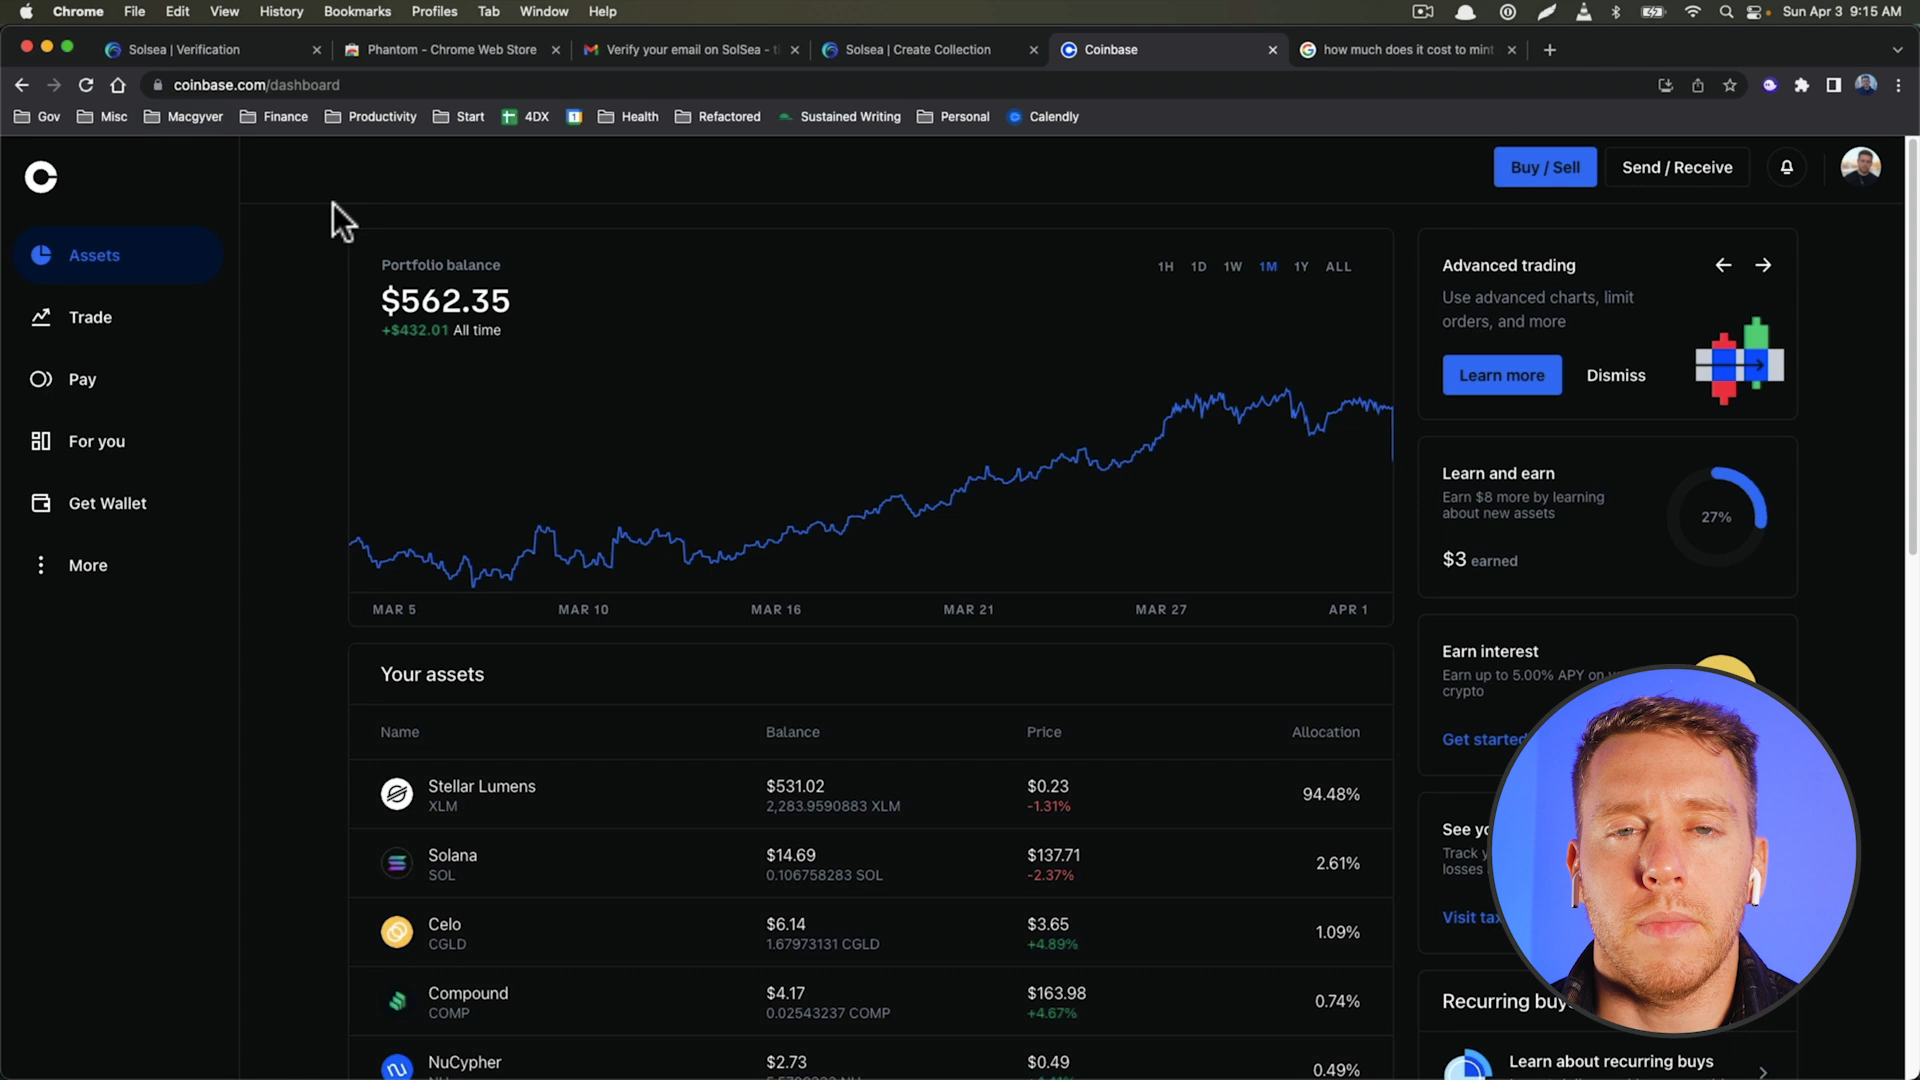 Chrome File Edit View History Bookmarks Profiles Tab Window Help Sun Apr 3 9:15 AM
Solsea | Verification Phantom - Chrome Web Store Verify your email on SolSea - Solsea | Create Collection Coinbase how much does it cost to mint
coinbase.com/dashboard
Gov Misc Macgyver Finance Productivity Start 4DX 1 Health Refactored Sustained Writing Personal Calendly
Buy / Sell Send / Receive
Assets
Trade
Pay
For you
Get Wallet
More
Portfolio balance 1H 1D 1W 1M 1Y ALL
$562.35
+$432.01 All time
MAR 5 MAR 10 MAR 16 MAR 21 MAR 27 APR 1
Your assets
Name Balance Price Allocation
Stellar Lumens $531.02 $0.23 94.48%
XLM 2,283.9590883 XLM -1.31%
Solana $14.69 $137.71 2.61%
SOL 0.106758283 SOL -2.37%
Celo $6.14 $3.65 1.09%
CGLD 1.67973131 CGLD +4.89%
Compound $4.17 $163.98 0.74%
COMP 0.02543237 COMP +4.67%
NuCypher $2.73 $0.49 0.49%
Advanced trading
Use advanced charts, limit
orders, and more
Learn more Dismiss
Learn and earn
Earn $8 more by learning
about new assets
27%
$3 earned
Earn interest
Earn up to 5.00% APY on
crypto
Get started
See
Track
losses
Visit
Recurring buys
Learn about recurring buys